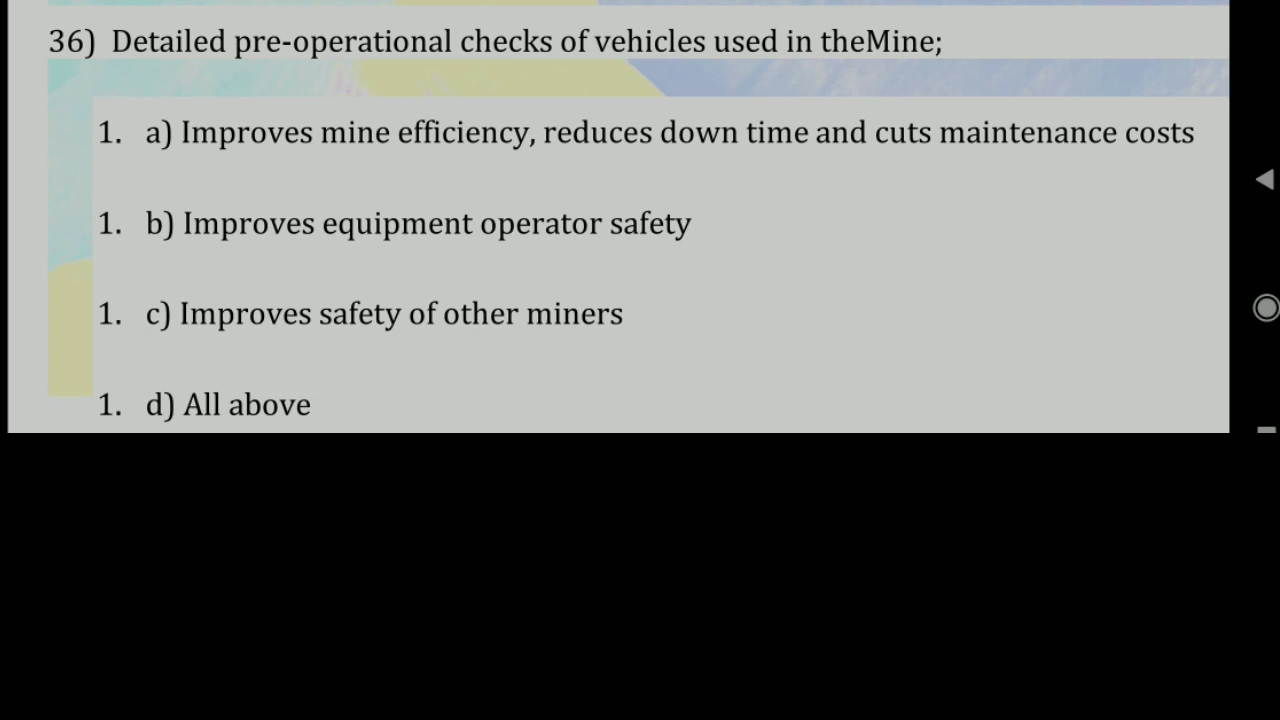 36) Detailed pre-operational checks of vehicles used in theMine;
1. a) Improves mine efficiency, reduces down time and cuts maintenance costs
1. b) Improves equipment operator safety
1. c) Improves safety of other miners
1. d) All above